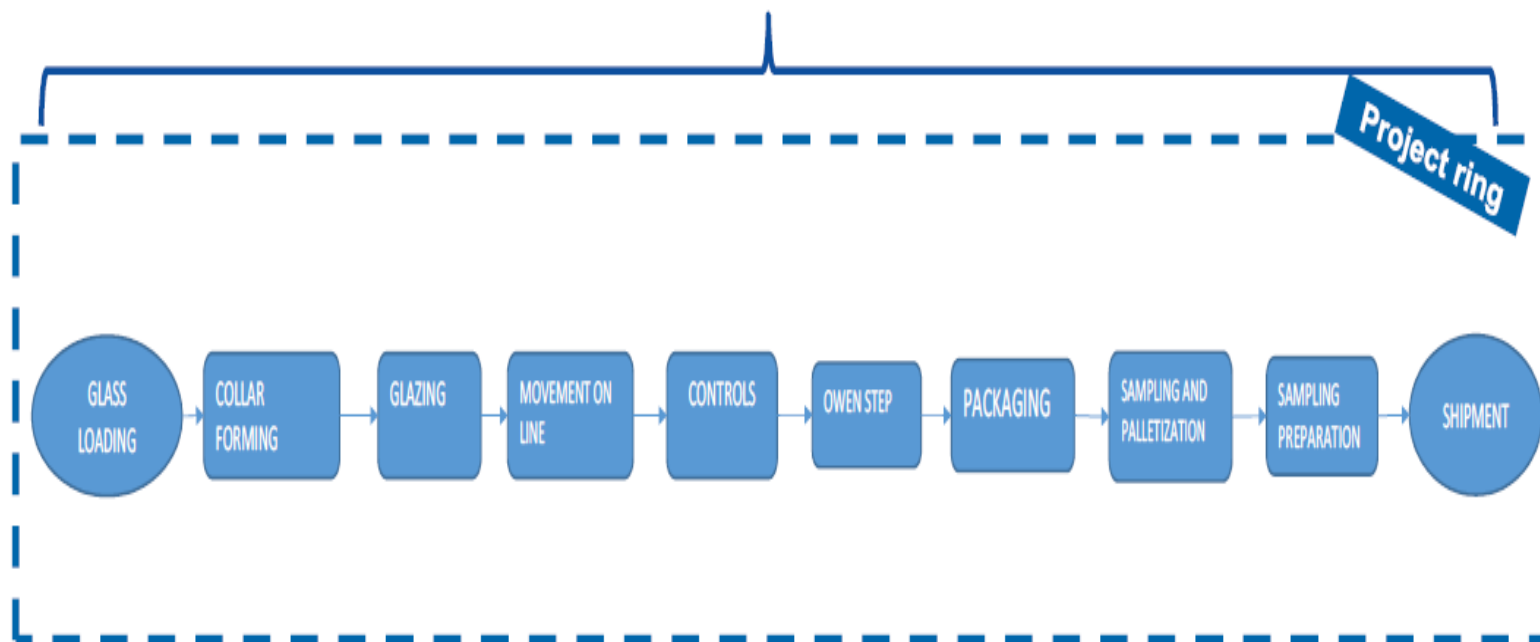 Project ring
GLASS
LOADING
COLLAR
FORMING
GLAZING
MOVEMENT ON
LINE
CONTROLS
OWEN STEP
PACKAGING
SAMPLING AND
PALLETIZATION
SAMPLING
PREPARATION
SHIPMENT